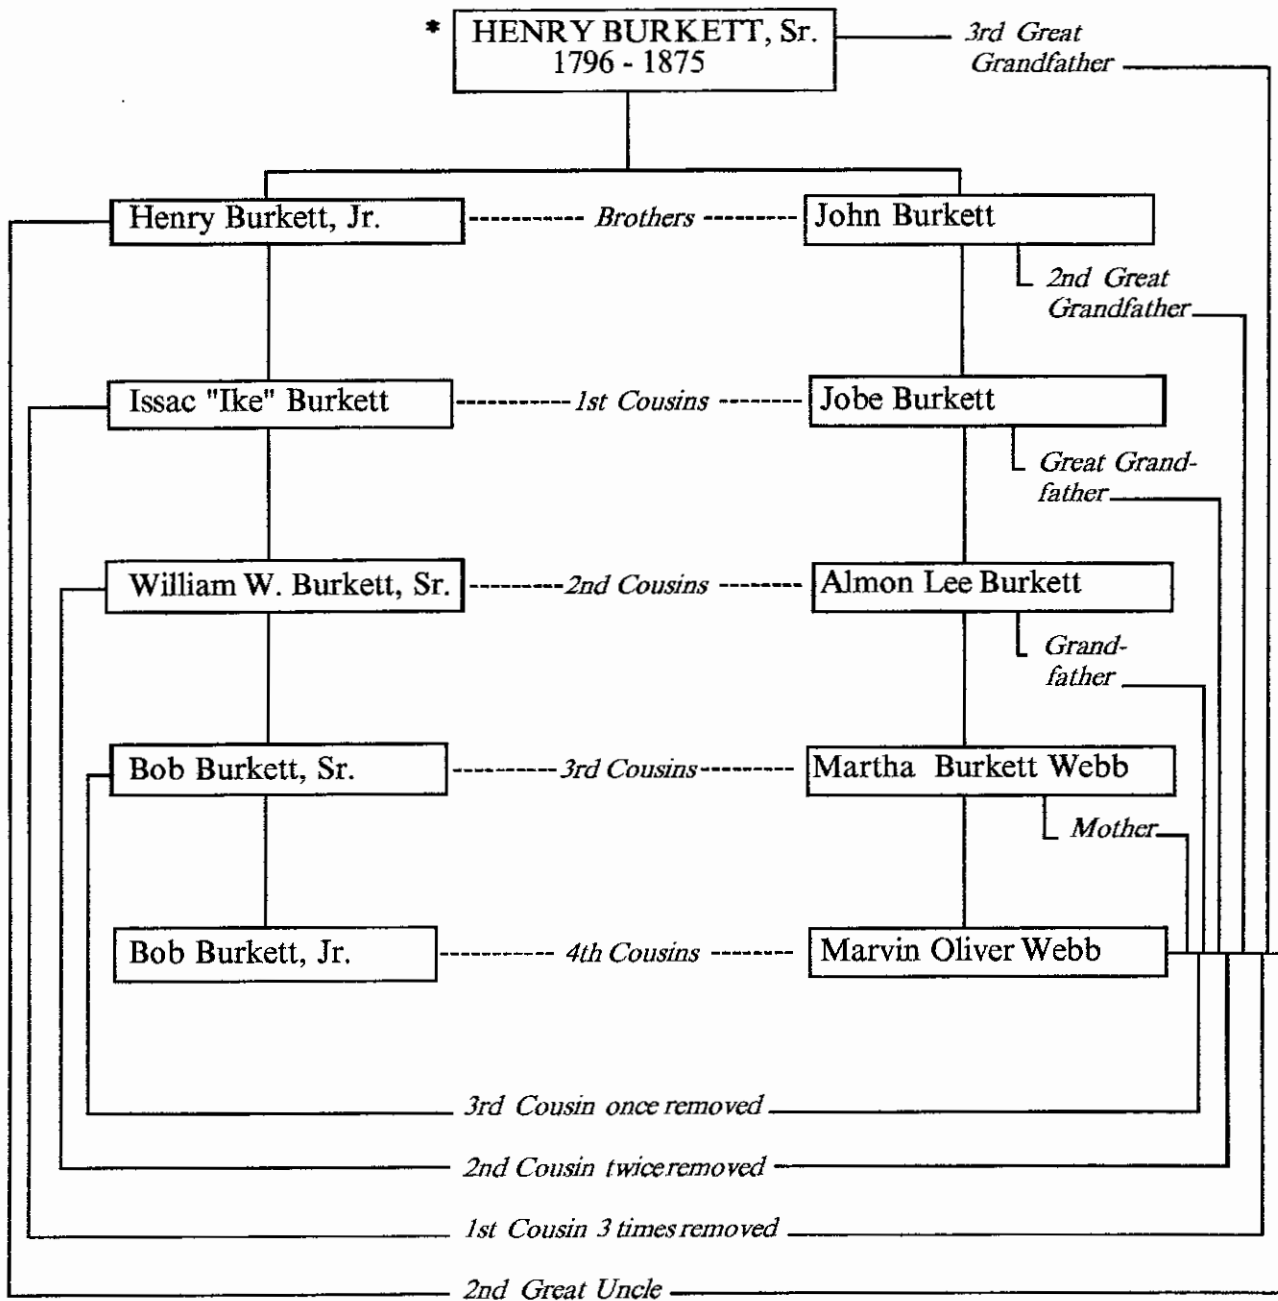 * HENRY BURKETT, Sr.
1796 - 1875
3rd Great
Grandfather
Henry Burkett, Jr.
Brothers
John Burkett
2nd Great
Grandfather
Issac "Ike" Burkett
1st Cousins
Jobe Burkett
Great Grand-
father
William W. Burkett, Sr.
2nd Cousins
Almon Lee Burkett
Grand-
father
Bob Burkett, Sr.
3rd Cousins
Martha Burkett Webb
Mother
Bob Burkett, Jr.
4th Cousins
Marvin Oliver Webb
3rd Cousin once removed
2nd Cousin twice removed
1st Cousin 3 times removed
2nd Great Uncle